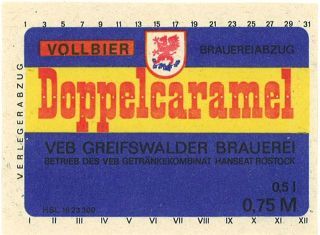 1 3 5 7 9 11 13 15 17 19 21 23 25 27 29 31
VOLLBIER
BRAUEREIABZUG
VERLEGERABZUG
Doppelcaramel
VEB GREIFSWALDER BRAUEREI
BETRIEB DES VEB GETRÄNKEKOMBINAT HANSEAT ROSTOCK
0,5 l
HSL 1623300
0,75 M
I II III IV V VI VII VIII IX X XI XII